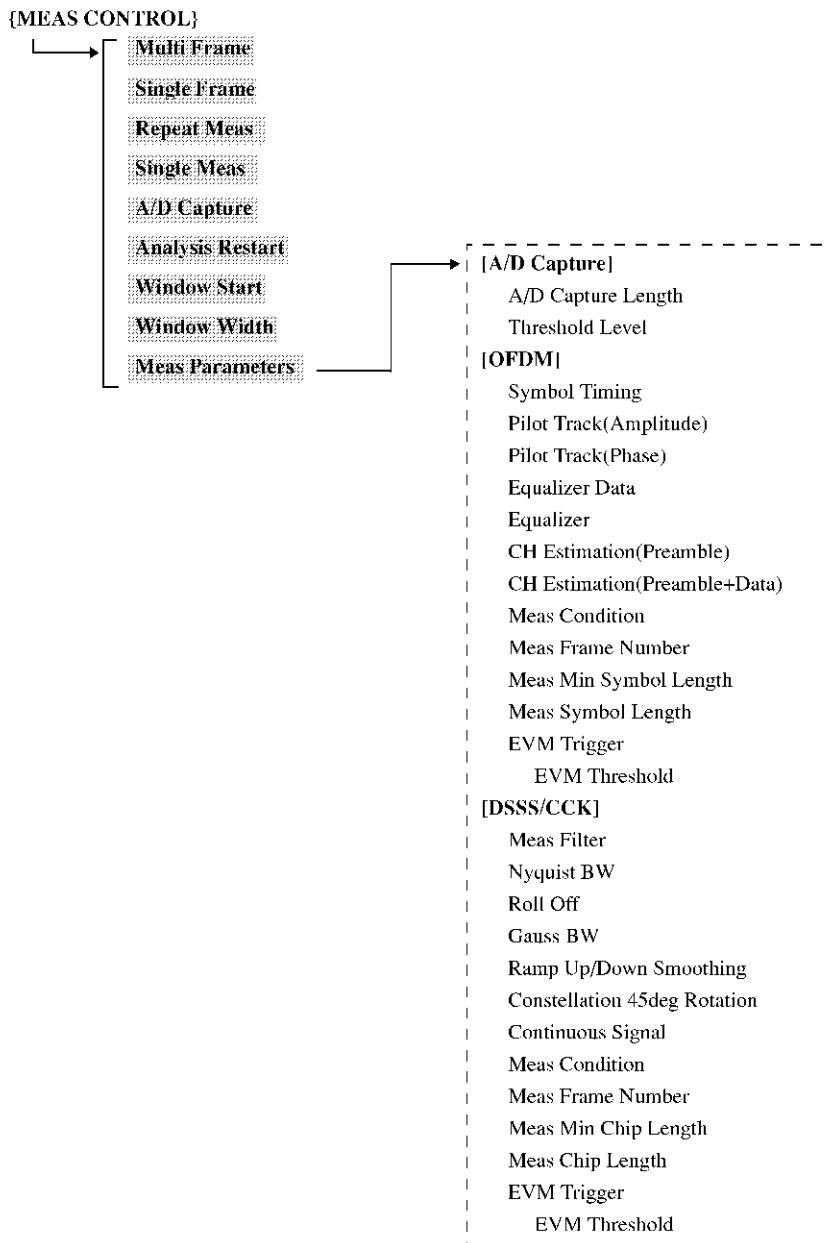 {MEAS CONTROL}
Multi Frame
Single Frame
Repeat Meas
Single Meas
A/D Capture
Analysis Restart
Window Start
Window Width
Meas Parameters
[A/D Capture]
A/D Capture Length
Threshold Level
[OFDM]
Symbol Timing
Pilot Track(Amplitude)
Pilot Track(Phase)
Equalizer Data
Equalizer
CH Estimation(Preamble)
CH Estimation(Preamble+Data)
Meas Condition
Meas Frame Number
Meas Min Symbol Length
Meas Symbol Length
EVM Trigger
EVM Threshold
[DSSS/CCK]
Meas Filter
Nyquist BW
Roll Off
Gauss BW
Ramp Up/Down Smoothing
Constellation 45deg Rotation
Continuous Signal
Meas Condition
Meas Frame Number
Meas Min Chip Length
Meas Chip Length
EVM Trigger
EVM Threshold